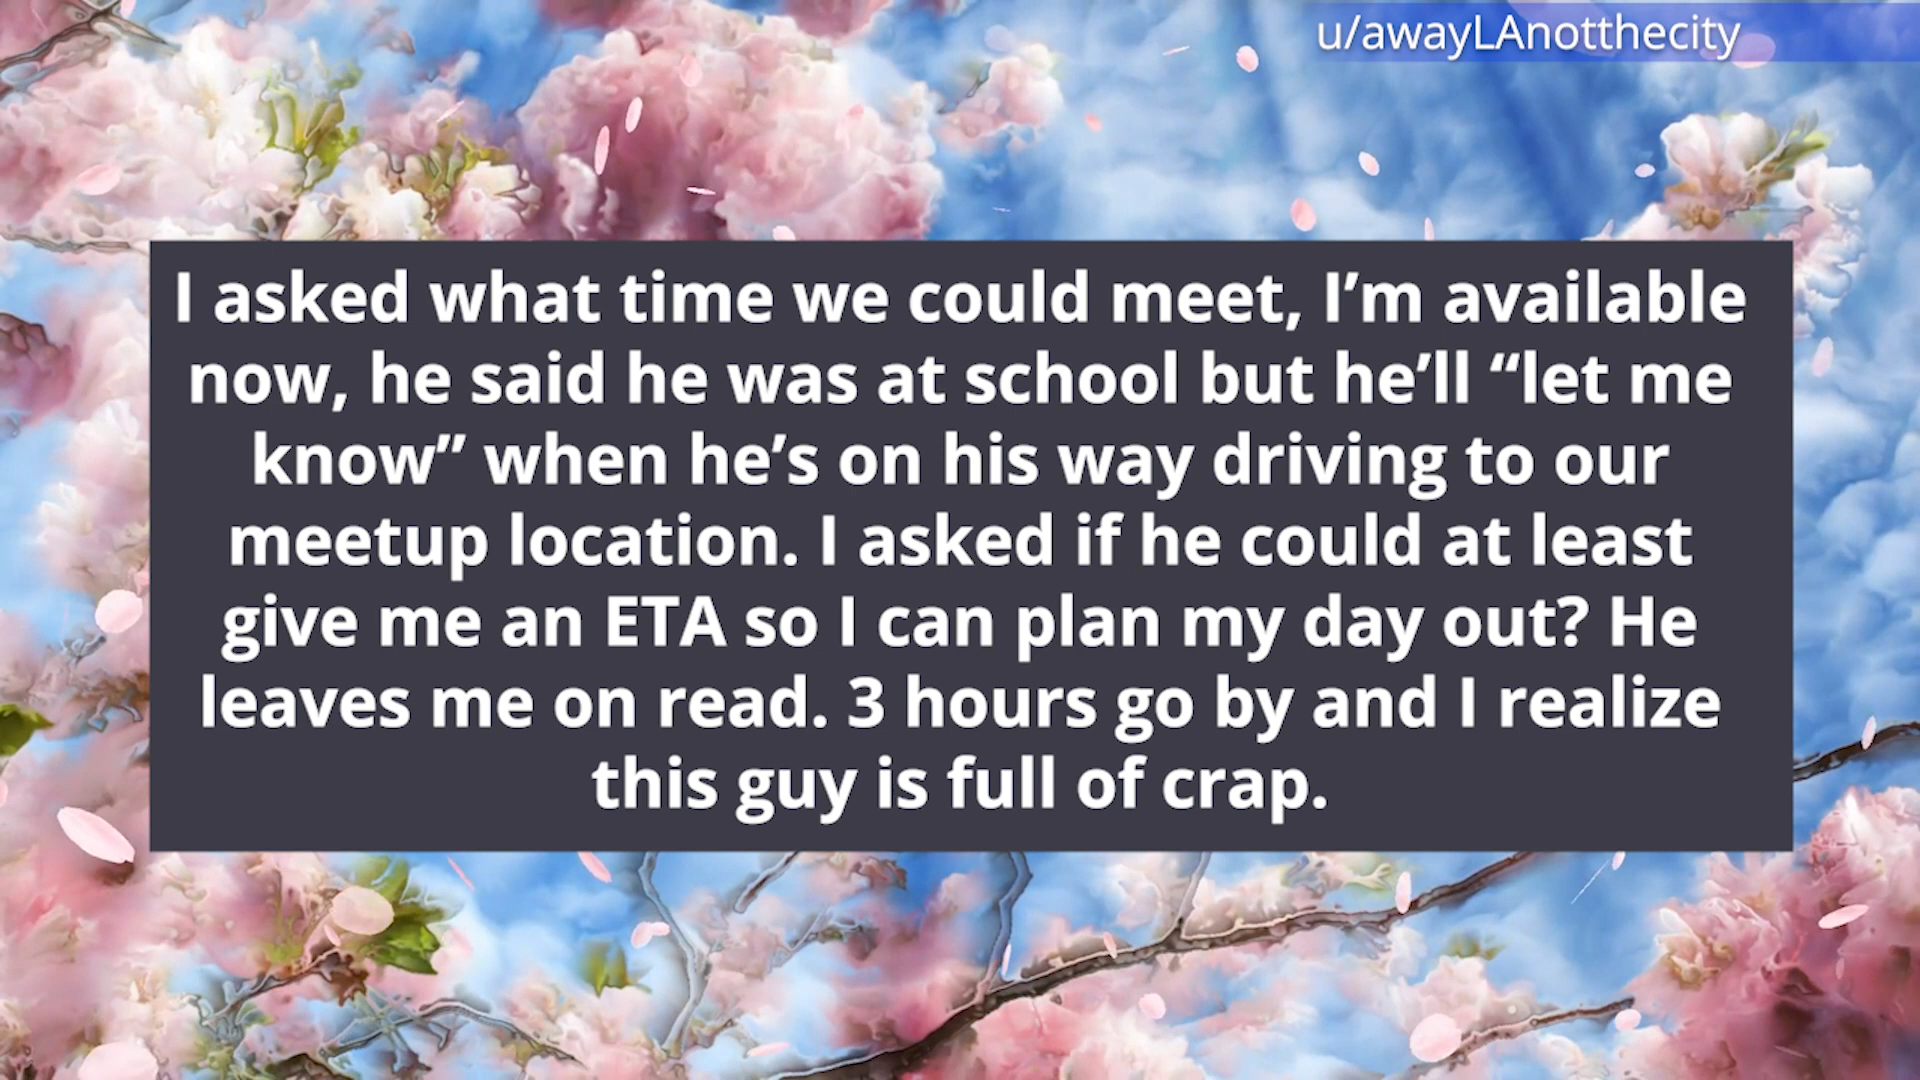 u/awayLAnotthecity
I asked what time we could meet, I’m available
now, he said he was at school but he’ll “let me
know” when he’s on his way driving to our
meetup location. I asked if he could at least
give me an ETA so I can plan my day out? He
leaves me on read. 3 hours go by and I realize
this guy is full of crap.